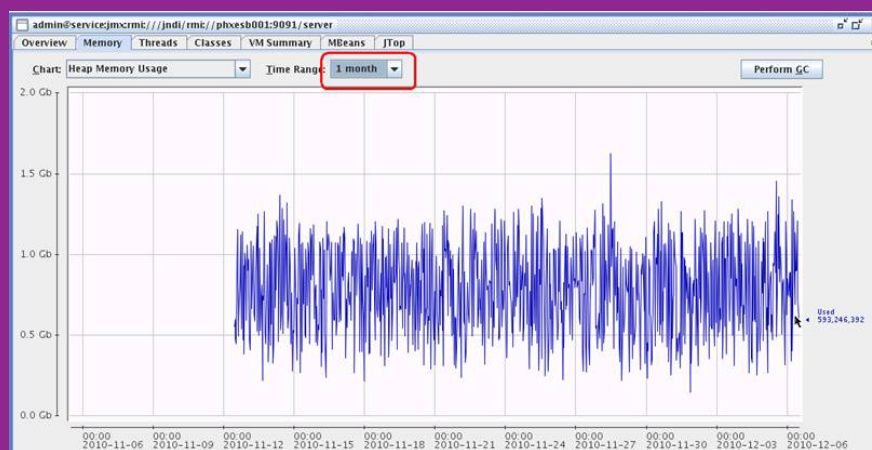 admin@service:jmx:rmi:///jndi/rmi://phxesb001:9091/server
Overview Memory Threads Classes VM Summary MBeans JTop
Chart: Heap Memory Usage Time Range: 1 month Perform GC
2.0 Gb
1.5 Gb
1.0 Gb
0.5 Gb
0.0 Gb
Used
593,246,392
00:00 00:00 00:00 00:00 00:00 00:00 00:00 00:00 00:00 00:00 00:00
2010-11-06 2010-11-09 2010-11-12 2010-11-15 2010-11-18 2010-11-21 2010-11-24 2010-11-27 2010-11-30 2010-12-03 2010-12-06